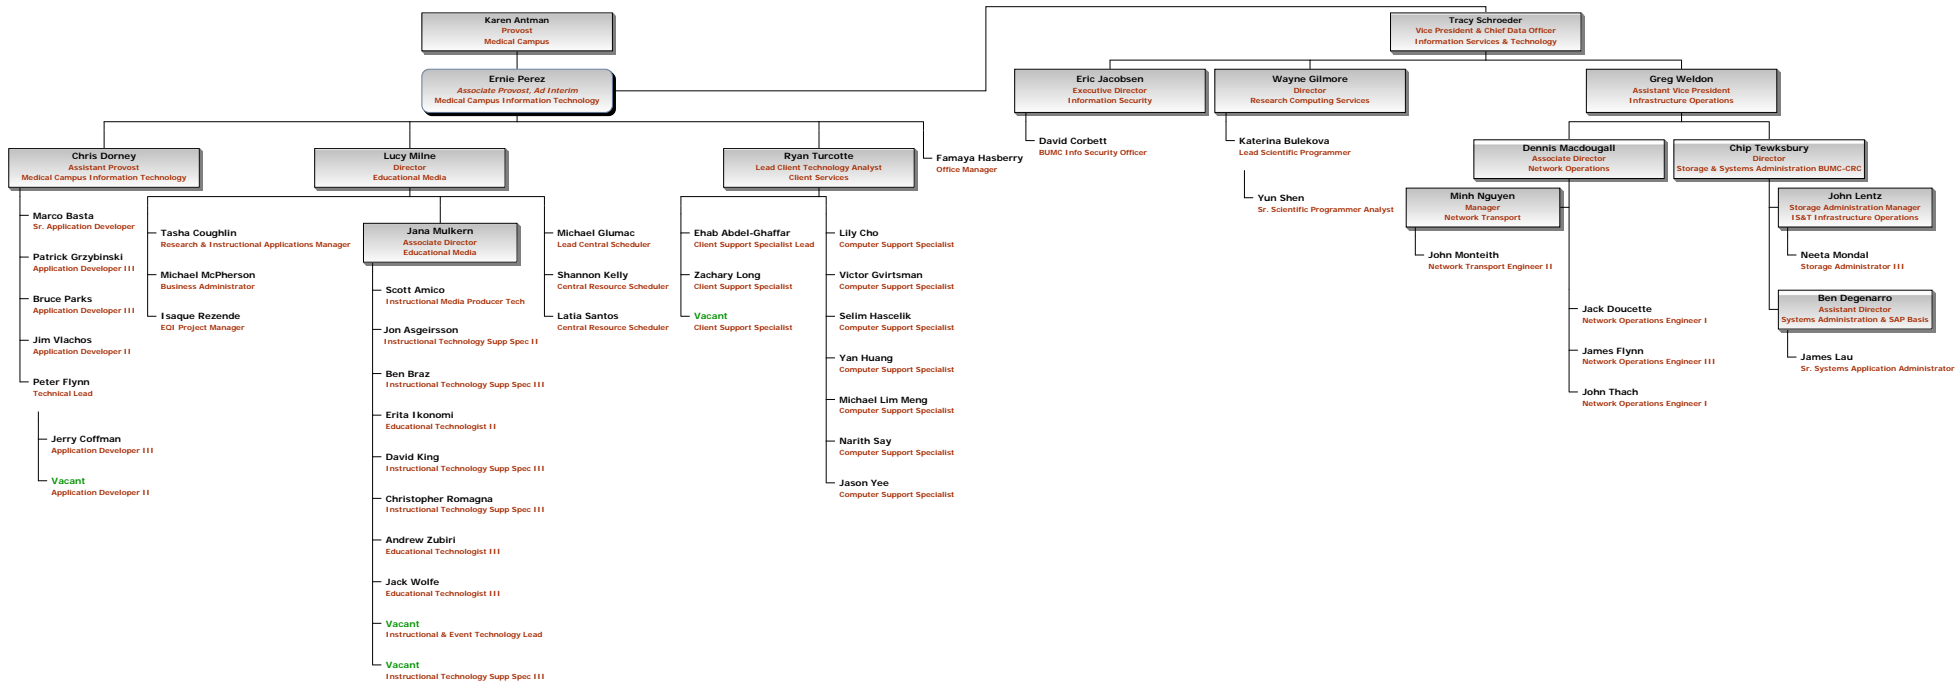 Karen Antman
Provost
Medical Campus
Ernie Perez
Associate Provost, Ad Interim
Medical Campus Information Technology
Tracy Schroeder
Vice President & Chief Data Officer
Information Services & Technology
Chris Dorney
Assistant Provost
Medical Campus Information Technology
Marco Basta
Sr. Application Developer
Patrick Grzybinski
Application Developer III
Bruce Parks
Application Developer III
Jim Vlachos
Application Developer II
Peter Flynn
Technical Lead
Jerry Coffman
Application Developer III
Vacant
Application Developer II
Lucy Milne
Director
Educational Media
Tasha Coughlin
Research & Instructional Applications Manager
Michael McPherson
Business Administrator
Isaque Rezende
EQI Project Manager
Jana Mulkern
Associate Director
Educational Media
Scott Amico
Instructional Media Producer Tech
Jon Asgeirsson
Instructional Technology Supp Spec II
Ben Braz
Instructional Technology Supp Spec III
Erita Ikonomi
Educational Technologist II
David King
Instructional Technology Supp Spec III
Christopher Romagna
Instructional Technology Supp Spec III
Andrew Zubiri
Educational Technologist III
Jack Wolfe
Educational Technologist III
Vacant
Instructional & Event Technology Lead
Vacant
Instructional Technology Supp Spec III
Michael Glumac
Lead Central Scheduler
Shannon Kelly
Central Resource Scheduler
Latia Santos
Central Resource Scheduler
Ryan Turcotte
Lead Client Technology Analyst
Client Services
Ehab Abdel-Ghaffar
Client Support Specialist Lead
Zachary Long
Client Support Specialist
Vacant
Client Support Specialist
Lily Cho
Computer Support Specialist
Victor Gvirtsman
Computer Support Specialist
Selim Hascelik
Computer Support Specialist
Yan Huang
Computer Support Specialist
Michael Lim Meng
Computer Support Specialist
Narith Say
Computer Support Specialist
Jason Yee
Computer Support Specialist
Famaya Hasberry
Office Manager
Eric Jacobsen
Executive Director
Information Security
David Corbett
BUMC Info Security Officer
Wayne Gilmore
Director
Research Computing Services
Katerina Bulekova
Lead Scientific Programmer
Yun Shen
Sr. Scientific Programmer Analyst
Greg Weldon
Assistant Vice President
Infrastructure Operations
Dennis Macdougall
Associate Director
Network Operations
Minh Nguyen
Manager
Network Transport
John Monteith
Network Transport Engineer II
Jack Doucette
Network Operations Engineer I
James Flynn
Network Operations Engineer III
John Thach
Network Operations Engineer I
Chip Tewksbury
Director
Storage & Systems Administration BUMC-CRC
John Lentz
Storage Administration Manager
IS&T Infrastructure Operations
Neeta Mondal
Storage Administrator III
Ben Degenarro
Assistant Director
Systems Administration & SAP Basis
James Lau
Sr. Systems Application Administrator